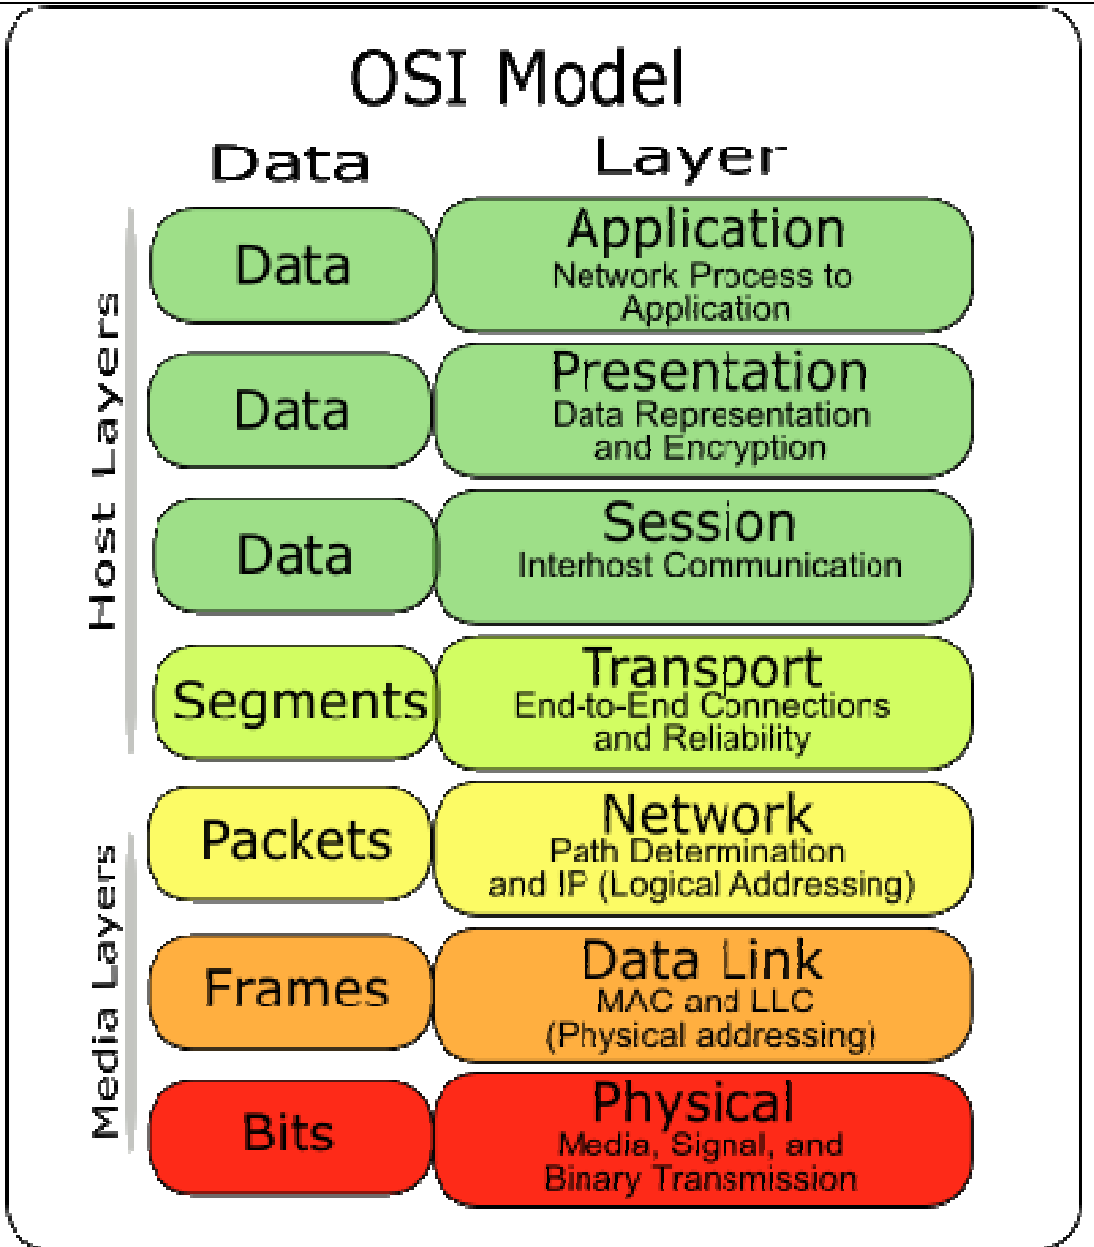 OSI Model
Data
Layer
Host Layers
Data
Application
Network Process to
Application
Data
Presentation
Data Representation
and Encryption
Data
Session
Interhost Communication
Segments
Transport
End-to-End Connections
and Reliability
Media Layers
Packets
Network
Path Determination
and IP (Logical Addressing)
Frames
Data Link
MAC and LLC
(Physical addressing)
Bits
Physical
Media, Signal, and
Binary Transmission